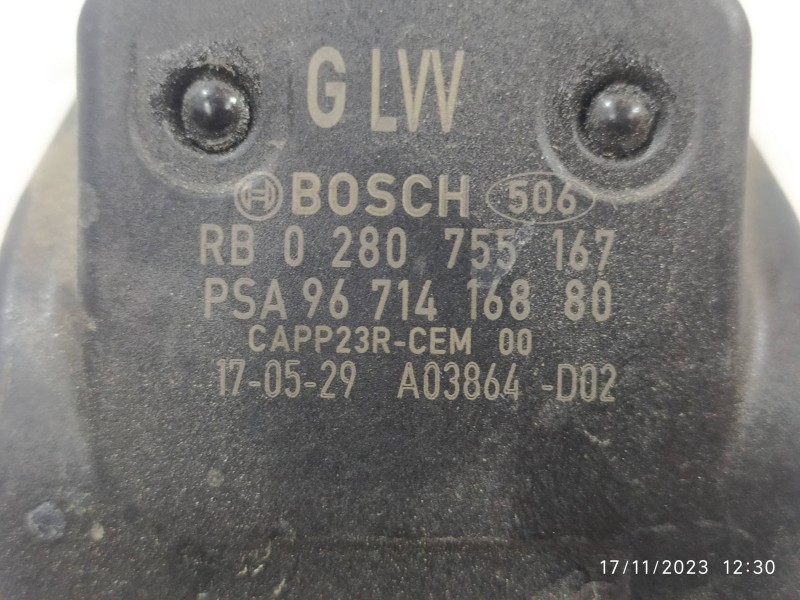 G LW
BOSCH 506
RB 0 280 755 167
PSA 96 714 168 80
CAPP23R-CEM 00
17-05-29 A03864 -D02
17/11/2023 12:30